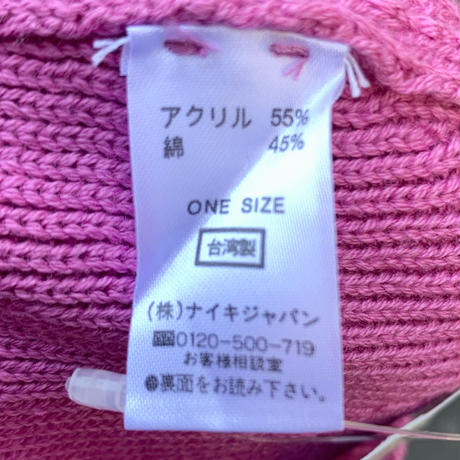 アクリル 55%
綿 45%
ONE SIZE
台湾製
(株)ナイキジャパン
0120-500-719
お客様相談室
裏面をお読み下さい。